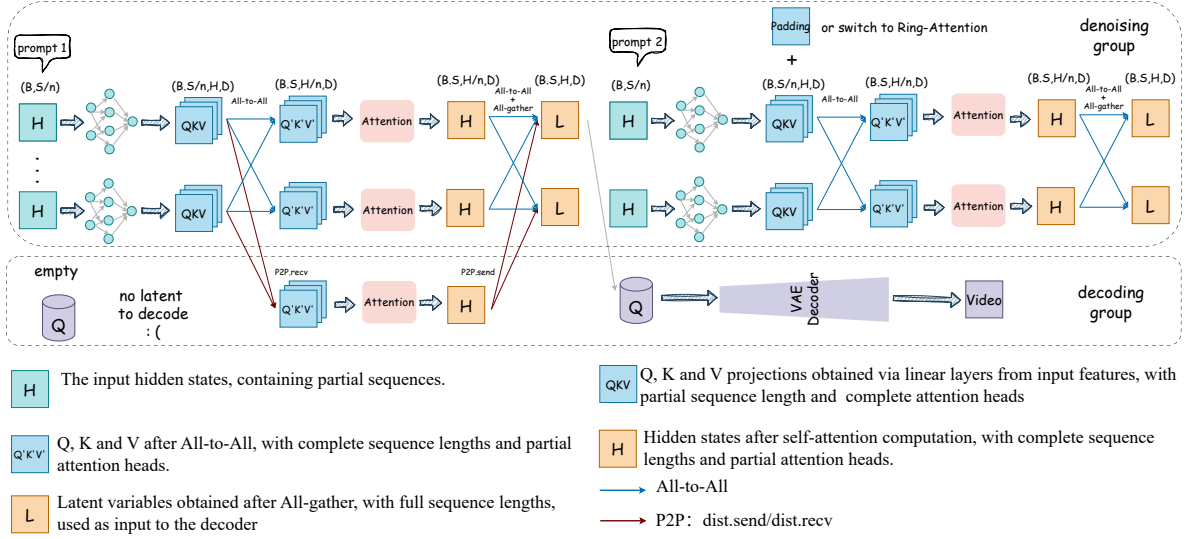 prompt 1
(B,S/n)
(B.S/n,H,D)
All-to-All
(B.S,H/n,D)
(B.S,H/n,D)
All-to-All
+
All-gather
(B.S,H,D)
prompt 2
(B,S/n)
Padding
or switch to Ring-Attention
+
(B.S/n,H,D)
All-to-All
(B,S,H/n,D)
(B,S,H/n,D)
All-to-All
+
All-gather
(B,S,H,D)
denoising
group
H
QKV
Q'K'V'
Attention
H
L
H
QKV
Q'K'V'
Attention
H
L
H
QKV
Q'K'V'
Attention
H
L
H
QKV
Q'K'V'
Attention
H
L
empty
Q
no latent
to decode
: (
P2P,recv
Q'K'V'
Attention
P2P,send
H
Q
VAE
Decoder
Video
decoding
group
H
The input hidden states, containing partial sequences.
Q'K'V'
Q, K and V after All-to-All, with complete sequence lengths and partial
attention heads.
L
Latent variables obtained after All-gather, with full sequence lengths,
used as input to the decoder
QKV
Q, K and V projections obtained via linear layers from input features, with
partial sequence length and complete attention heads
H
Hidden states after self-attention computation, with complete sequence
lengths and partial attention heads.
All-to-All
P2P：dist.send/dist.recv